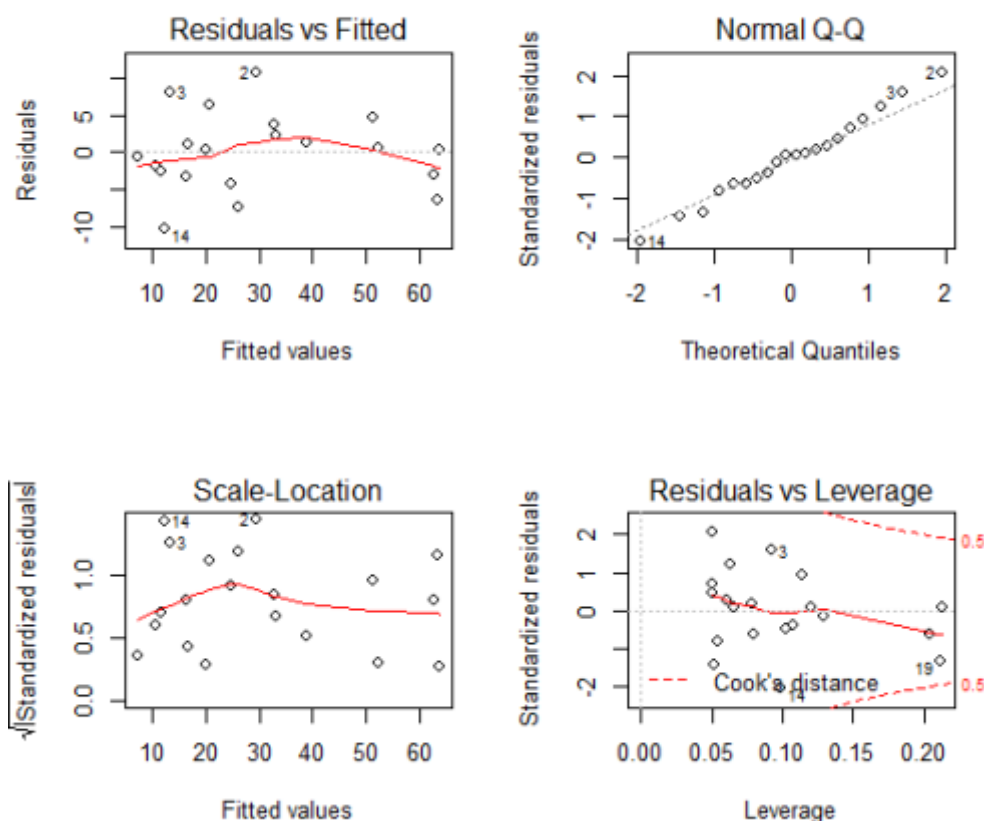 Residuals vs Fitted
Residuals
5
0
-10
2
3
14
10 20 30 40 50 60
Fitted values
Normal Q-Q
Standardized residuals
2
1
0
-1
-2
3
2
14
-2 -1 0 1 2
Theoretical Quantiles
Scale-Location
√|Standardized residuals|
1.0
0.5
0.0
14
2
3
10 20 30 40 50 60
Fitted values
Residuals vs Leverage
Standardized residuals
2
1
0
-2
3
0.5
19
0.5
Cook's distance
14
0.00 0.05 0.10 0.15 0.20
Leverage